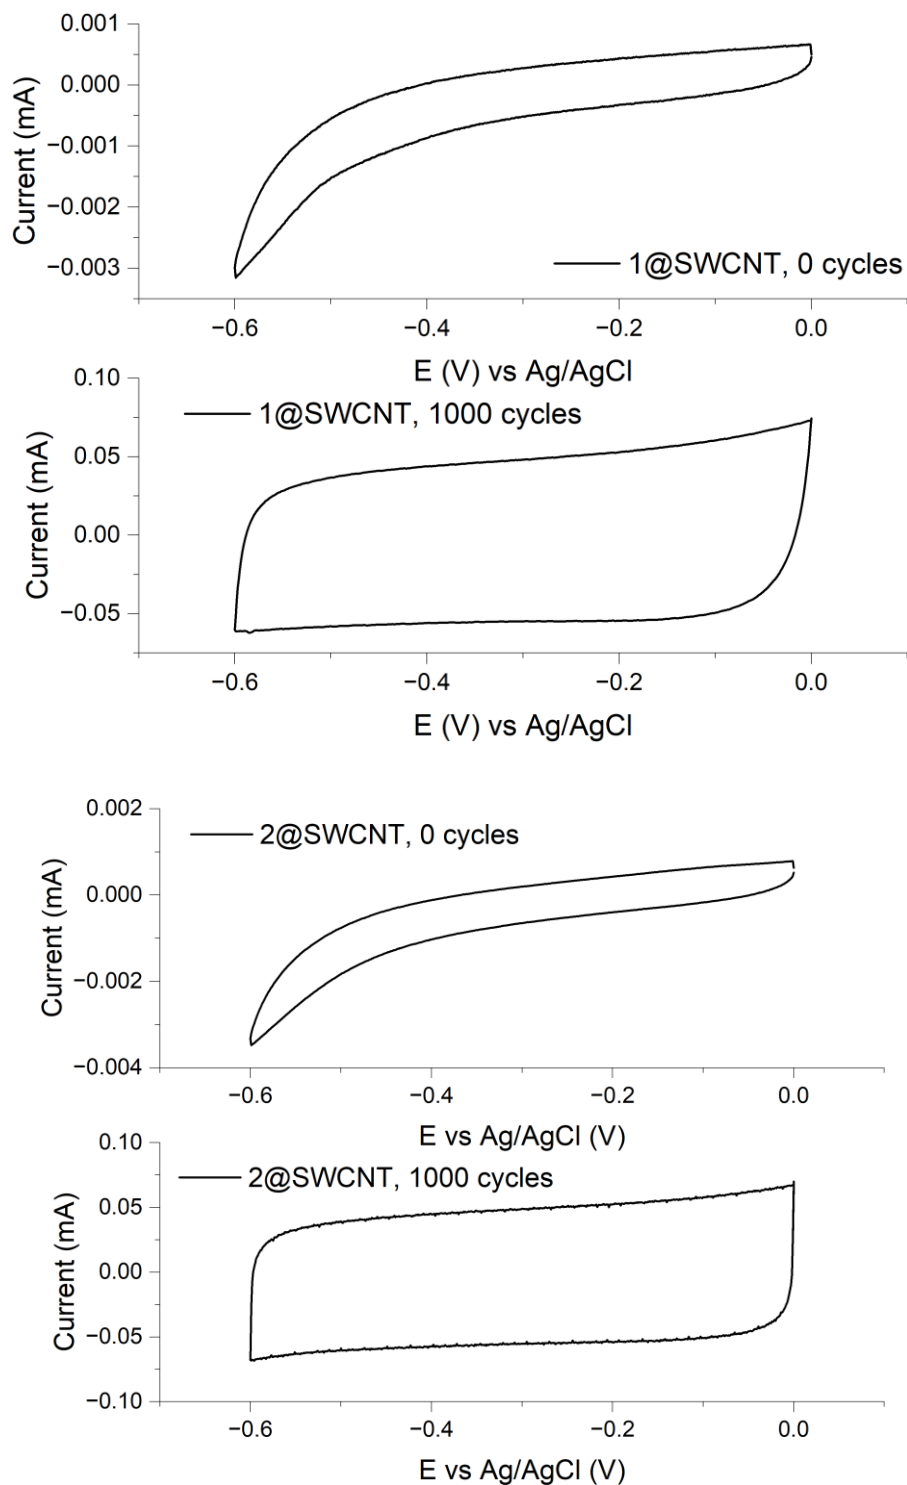 0.001
0.000
−0.001
−0.002
−0.003
Current (mA)
1@SWCNT, 0 cycles
−0.6
−0.4
−0.2
0.0
E (V) vs Ag/AgCl
0.10
0.05
0.00
−0.05
Current (mA)
1@SWCNT, 1000 cycles
−0.6
−0.4
−0.2
0.0
E (V) vs Ag/AgCl
0.002
0.000
−0.002
−0.004
Current (mA)
2@SWCNT, 0 cycles
−0.6
−0.4
−0.2
0.0
E vs Ag/AgCl (V)
0.10
0.05
0.00
−0.05
−0.10
Current (mA)
2@SWCNT, 1000 cycles
−0.6
−0.4
−0.2
0.0
E vs Ag/AgCl (V)